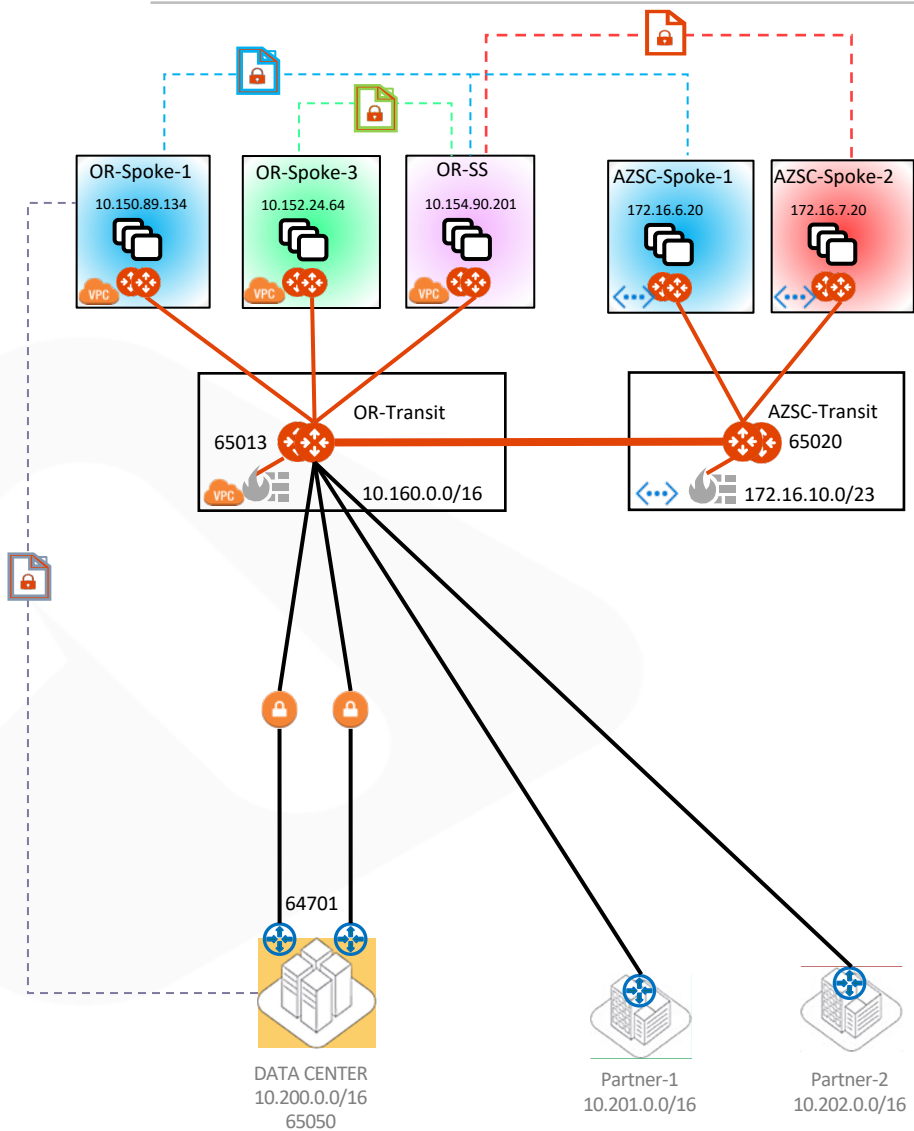 OR-Spoke-1
10.150.89.134
VPC
OR-Spoke-3
10.152.24.64
VPC
OR-SS
10.154.90.201
VPC
AZSC-Spoke-1
172.16.6.20
AZSC-Spoke-2
172.16.7.20
OR-Transit
65013
VPC
10.160.0.0/16
AZSC-Transit
65020
172.16.10.0/23
64701
DATA CENTER
10.200.0.0/16
65050
Partner-1
10.201.0.0/16
Partner-2
10.202.0.0/16